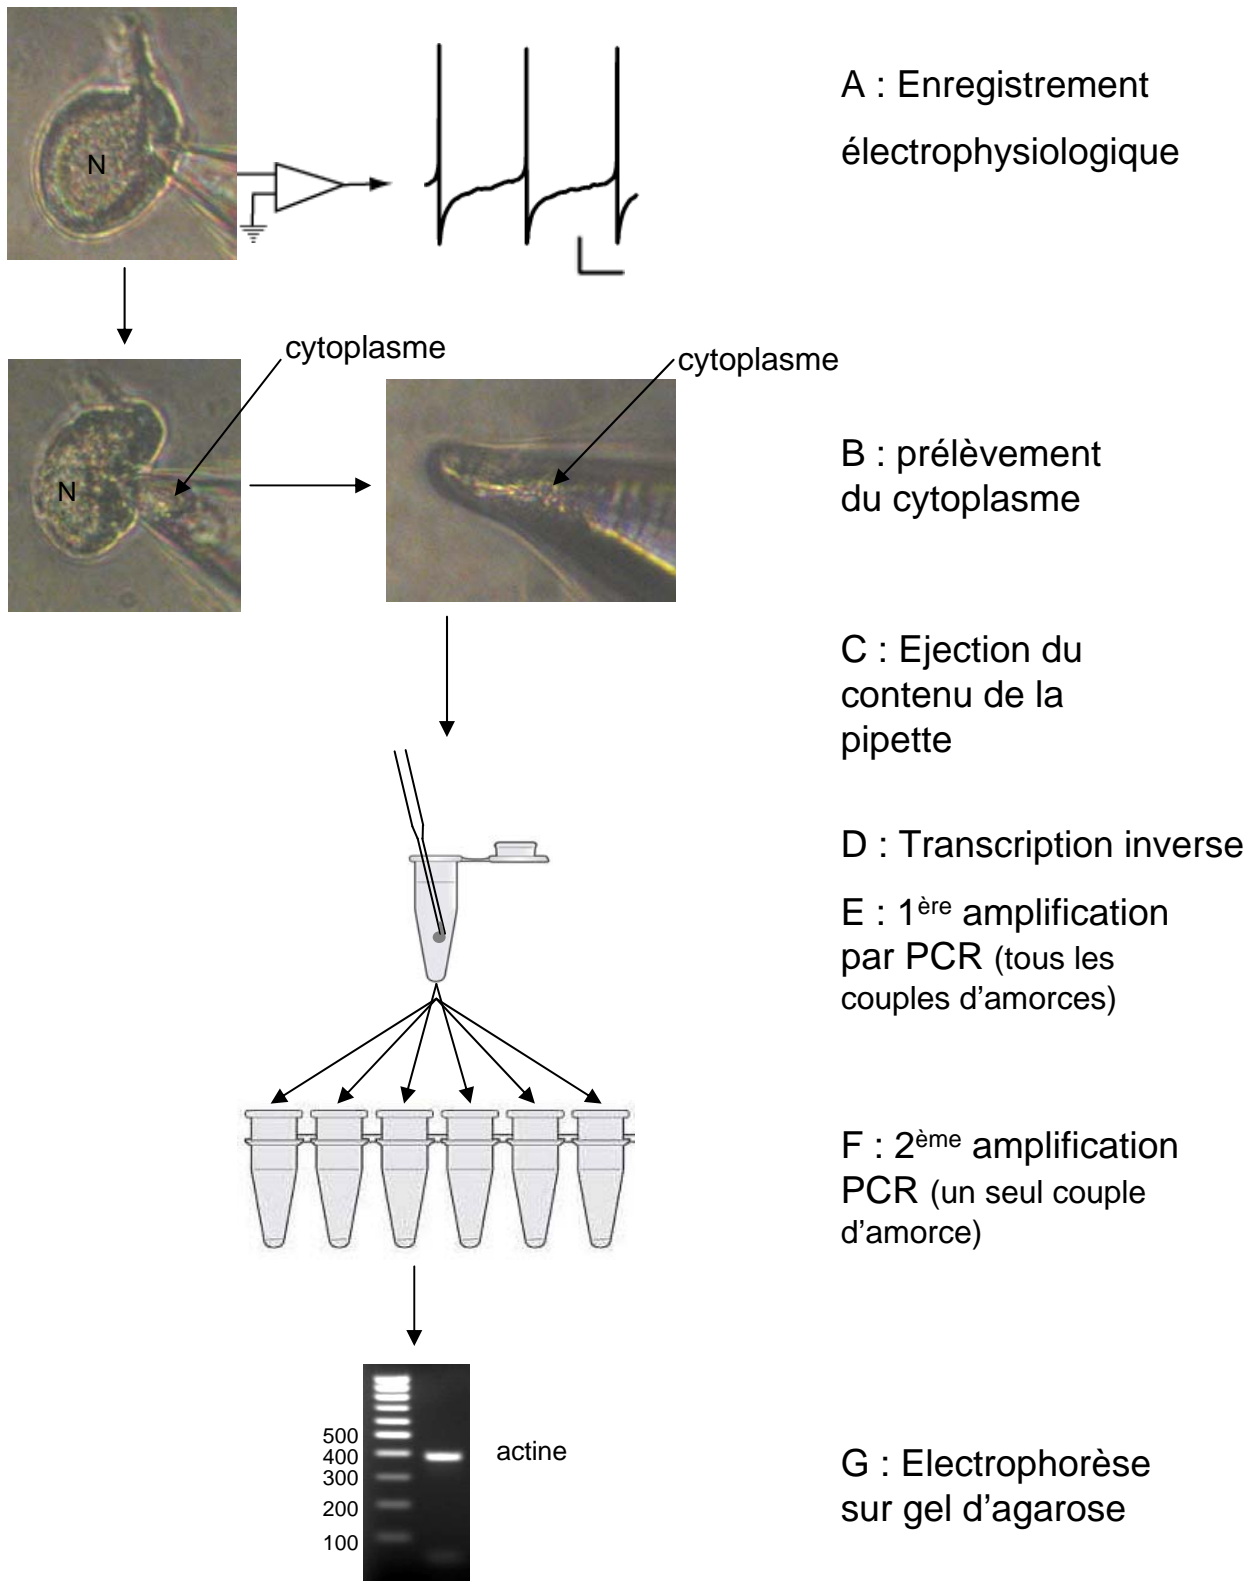 A : Enregistrement
électrophysiologique
N
cytoplasme
cytoplasme
N
B : prélèvement
du cytoplasme
C : Ejection du
contenu de la
pipette
D : Transcription inverse
E : 1ère amplification
par PCR (tous les
couples d'amorces)
F : 2ème amplification
PCR (un seul couple
d'amorce)
500
400
300
200
100
actine
G : Electrophorèse
sur gel d'agarose